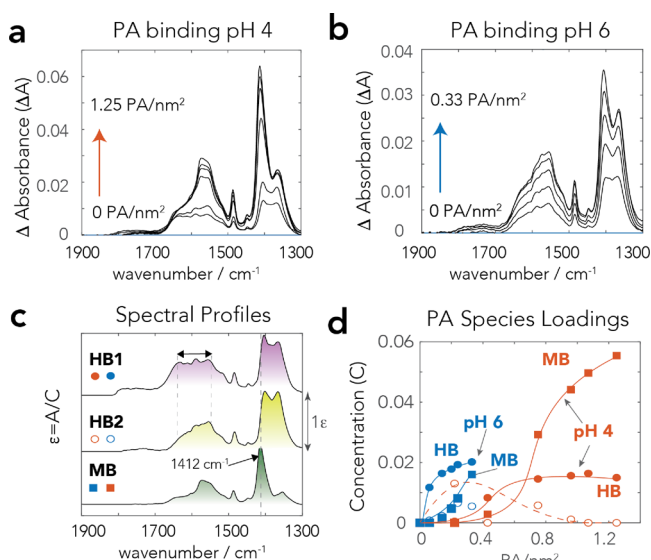 a
PA binding pH 4
Δ Absorbance (ΔA)
0.06
0.04
0.02
0
1.25 PA/nm²
0 PA/nm²
1900
1700
1500
1300
wavenumber / cm⁻¹
b
PA binding pH 6
Δ Absorbance (ΔA)
0.04
0.03
0.02
0.01
0
0.33 PA/nm²
0 PA/nm²
1900
1700
1500
1300
wavenumber / cm⁻¹
c
Spectral Profiles
ε=A/C
HB1
HB2
MB
1ε
1412 cm⁻¹
1900
1700
1500
1300
wavenumber / cm⁻¹
d
PA Species Loadings
Concentration (C)
0.06
0.04
0.02
0
MB
pH 6
HB
MB
pH 4
HB
0
0.4
0.8
1.2
PA/nm²